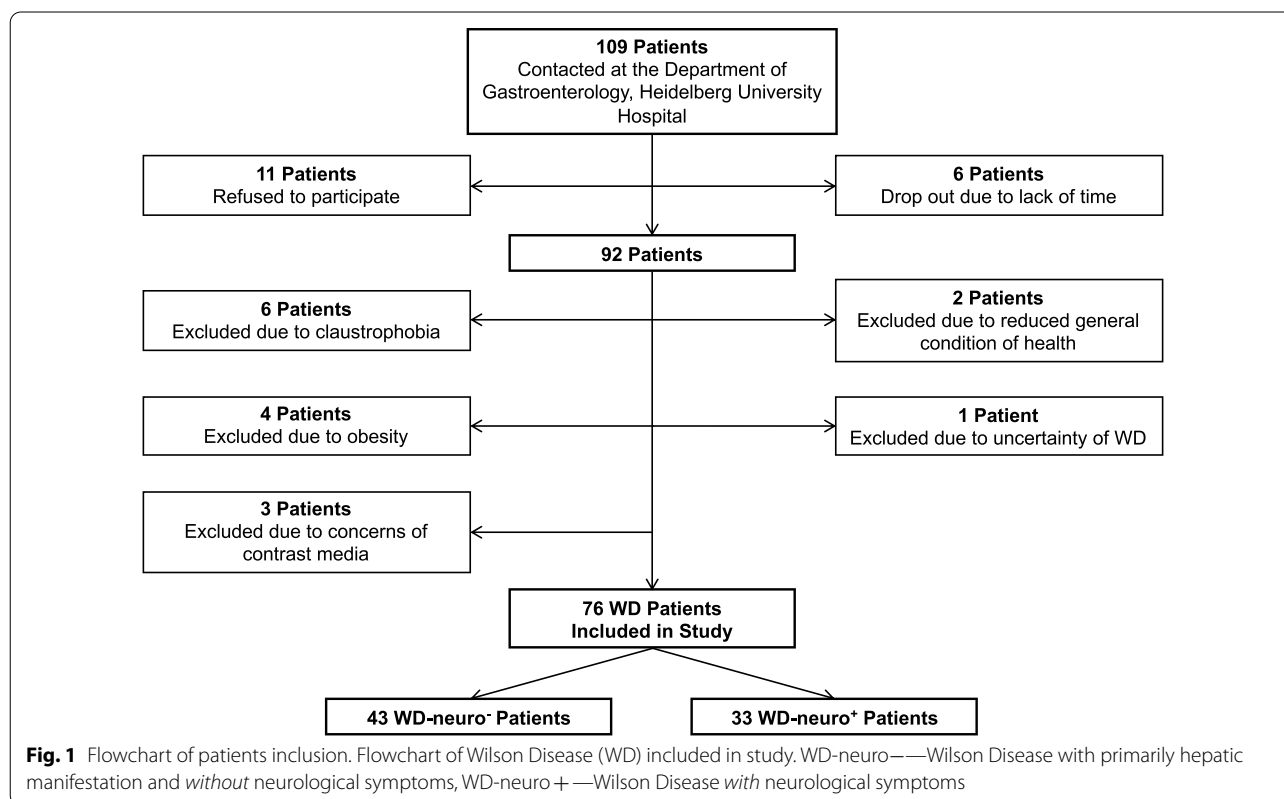 109 Patients
Contacted at the Department of
Gastroenterology, Heidelberg University
Hospital
11 Patients
Refused to participate
6 Patients
Drop out due to lack of time
92 Patients
6 Patients
Excluded due to claustrophobia
2 Patients
Excluded due to reduced general
condition of health
4 Patients
Excluded due to obesity
1 Patient
Excluded due to uncertainty of WD
3 Patients
Excluded due to concerns of
contrast media
76 WD Patients
Included in Study
43 WD-neuro⁻ Patients
33 WD-neuro⁺ Patients
Fig. 1 Flowchart of patients inclusion. Flowchart of Wilson Disease (WD) included in study. WD-neuro−—Wilson Disease with primarily hepatic
manifestation and without neurological symptoms, WD-neuro + —Wilson Disease with neurological symptoms